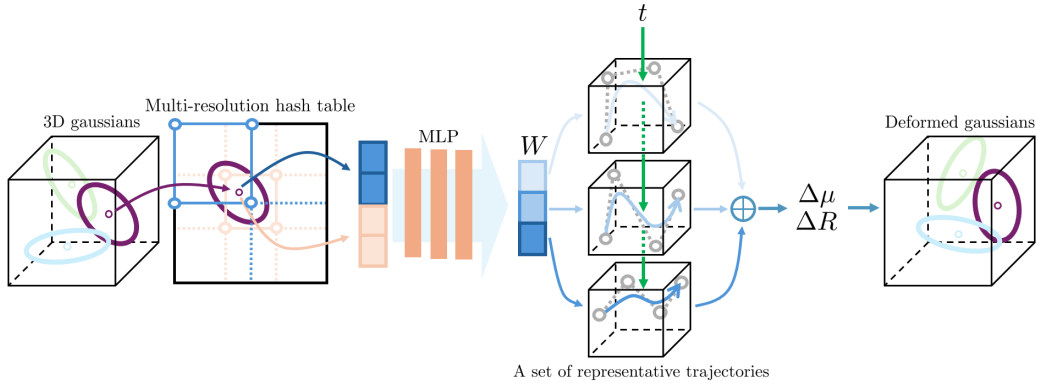 t
Multi-resolution hash table
3D gaussians
MLP
W
Deformed gaussians
Δμ
ΔR
A set of representative trajectories